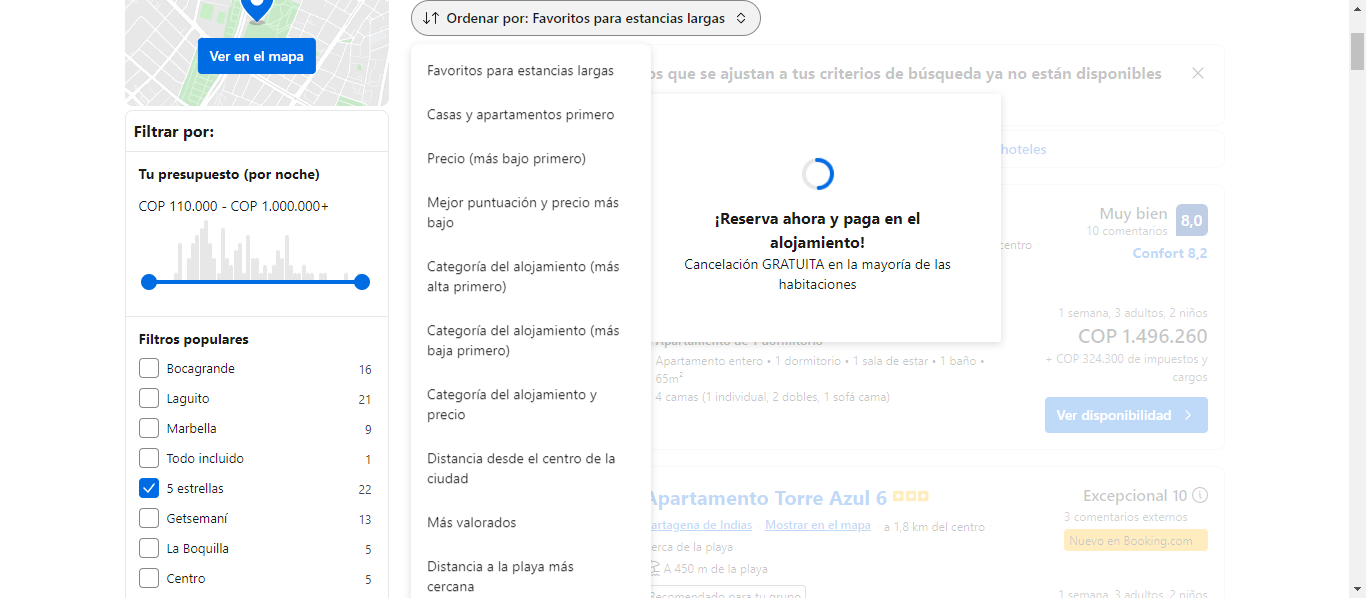 Ver en el mapa
Filtrar por:
Tu presupuesto (por noche)
COP 110.000 - COP 1.000.000+
Filtros populares
Bocagrande 16
Laguito 21
Marbella 9
Todo incluido 1
5 estrellas 22
Getsemaní 13
La Boquilla 5
Centro 5
Ordenar por: Favoritos para estancias largas
Favoritos para estancias largas
Casas y apartamentos primero
Precio (más bajo primero)
Mejor puntuación y precio más
bajo
Categoría del alojamiento (más
alta primero)
Categoría del alojamiento (más
baja primero)
Categoría del alojamiento y
precio
Distancia desde el centro de la
ciudad
Más valorados
Distancia a la playa más
cercana
que se ajustan a tus criterios de búsqueda ya no están disponibles
hoteles
¡Reserva ahora y paga en el
alojamiento!
Cancelación GRATUITA en la mayoría de las
habitaciones
centro
Muy bien 8,0
10 comentarios
Confort 8,2
Apartamento de 1 dormitorio
Apartamento entero • 1 dormitorio • 1 sala de estar • 1 baño •
65m²
4 camas (1 individual, 2 dobles, 1 sofá cama)
1 semana, 3 adultos, 2 niños
COP 1.496.260
+ COP 324.300 de impuestos y
cargos
Ver disponibilidad
Apartamento Torre Azul 6
artagena de Indias Mostrar en el mapa a 1,8 km del centro
erca de la playa
A 450 m de la playa
Recomendado para tu grupo
Excepcional 10
3 comentarios externos
Nuevo en Booking.com
1 semana, 3 adultos, 2 niños